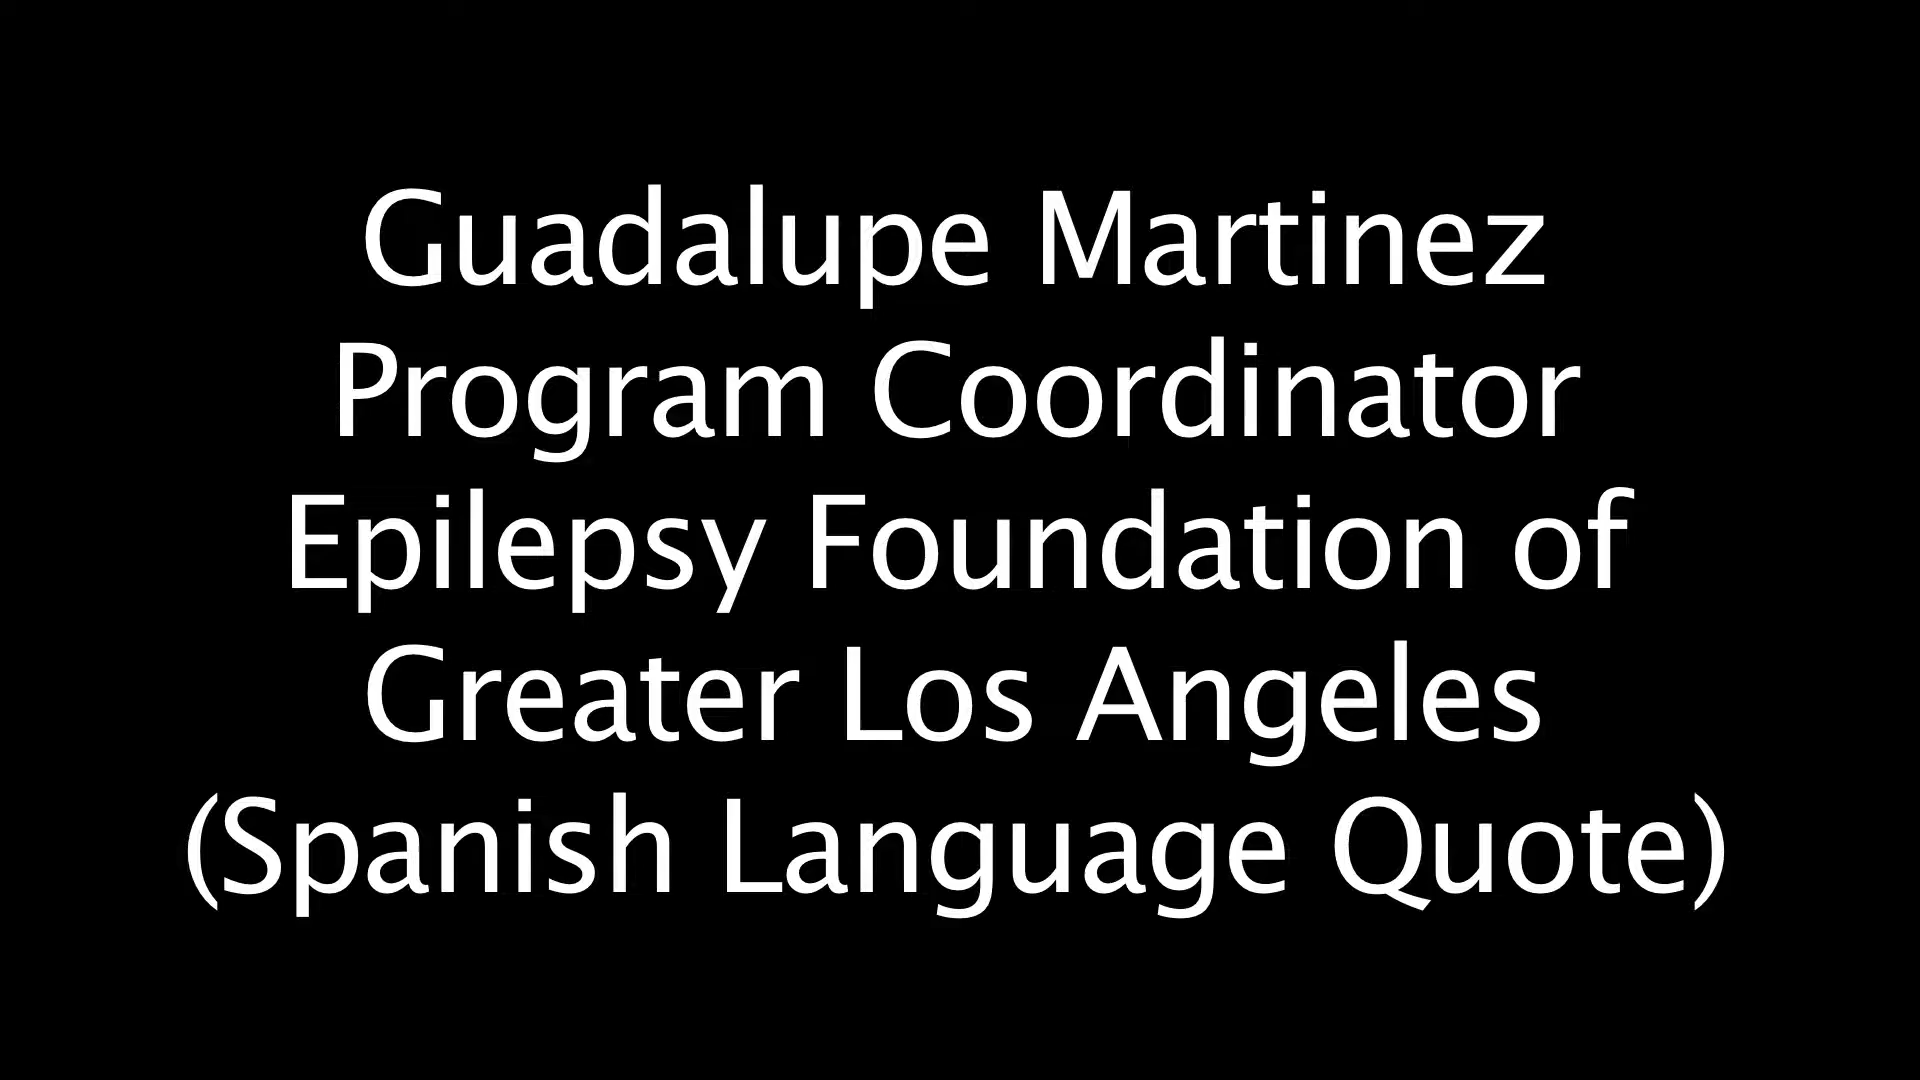 Guadalupe Martinez
Program Coordinator
Epilepsy Foundation of
Greater Los Angeles
(Spanish Language Quote)